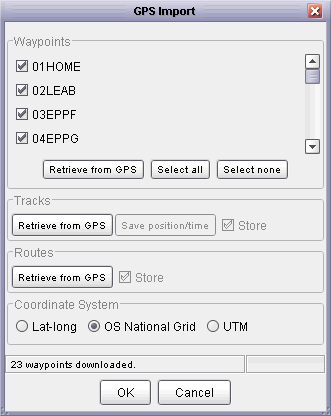 GPS Import
Waypoints
01HOME
02LEAB
03EPPF
04EPPG
Retrieve from GPS Select all Select none
Tracks
Retrieve from GPS Save position/time Store
Routes
Retrieve from GPS Store
Coordinate System
Lat-long OS National Grid UTM
23 waypoints downloaded.
OK Cancel